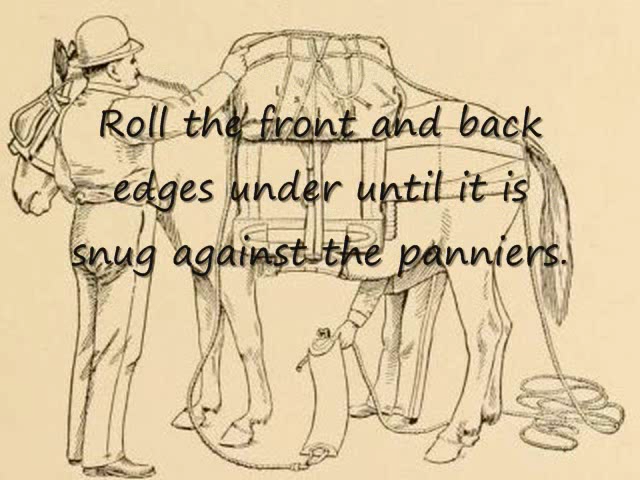 Roll the front and back
edges under until it is
snug against the panniers.